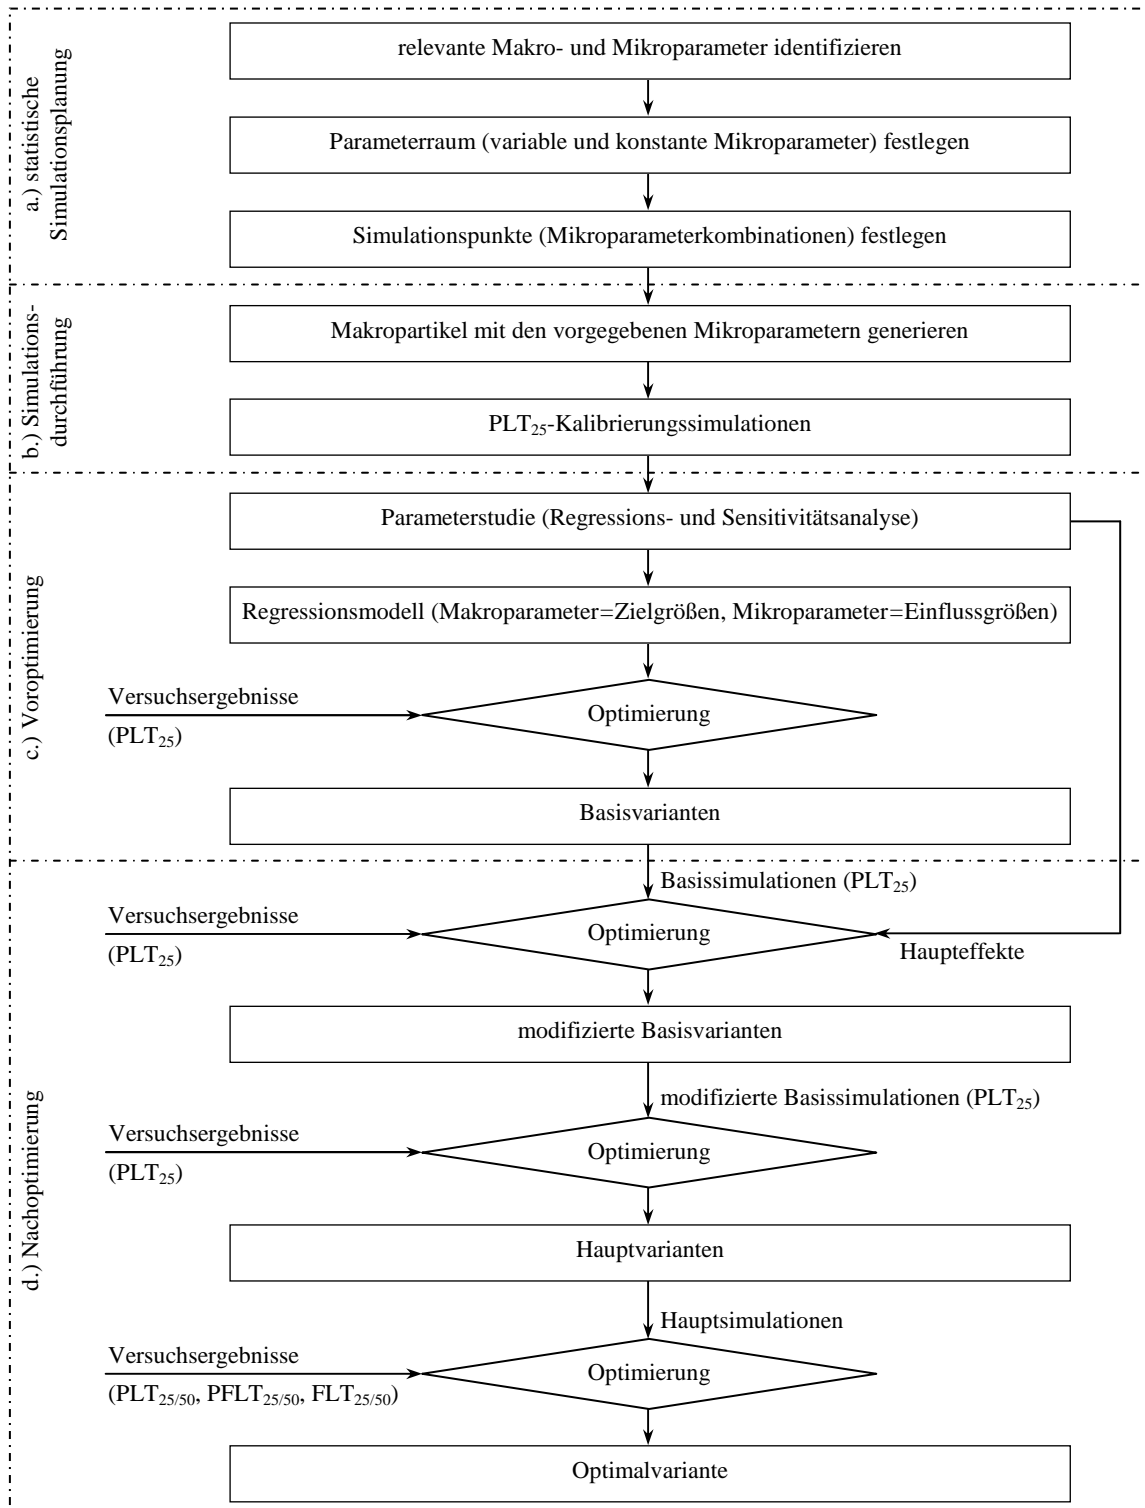 a.) statistische
Simulationsplanung
relevante Makro- und Mikroparameter identifizieren
Parameterraum (variable und konstante Mikroparameter) festlegen
Simulationspunkte (Mikroparameterkombinationen) festlegen
b.) Simulations-
durchführung
Makropartikel mit den vorgegebenen Mikroparametern generieren
PLT25-Kalibrierungssimulationen
c.) Voroptimierung
Parameterstudie (Regressions- und Sensitivitätsanalyse)
Regressionsmodell (Makroparameter=Zielgrößen, Mikroparameter=Einflussgrößen)
Versuchsergebnisse
(PLT25)
Optimierung
Basisvarianten
d.) Nachoptimierung
Basissimulationen (PLT25)
Versuchsergebnisse
(PLT25)
Optimierung
Haupteffekte
modifizierte Basisvarianten
modifizierte Basissimulationen (PLT25)
Versuchsergebnisse
(PLT25)
Optimierung
Hauptvarianten
Hauptsimulationen
Versuchsergebnisse
(PLT25/50, PFLT25/50, FLT25/50)
Optimierung
Optimalvariante